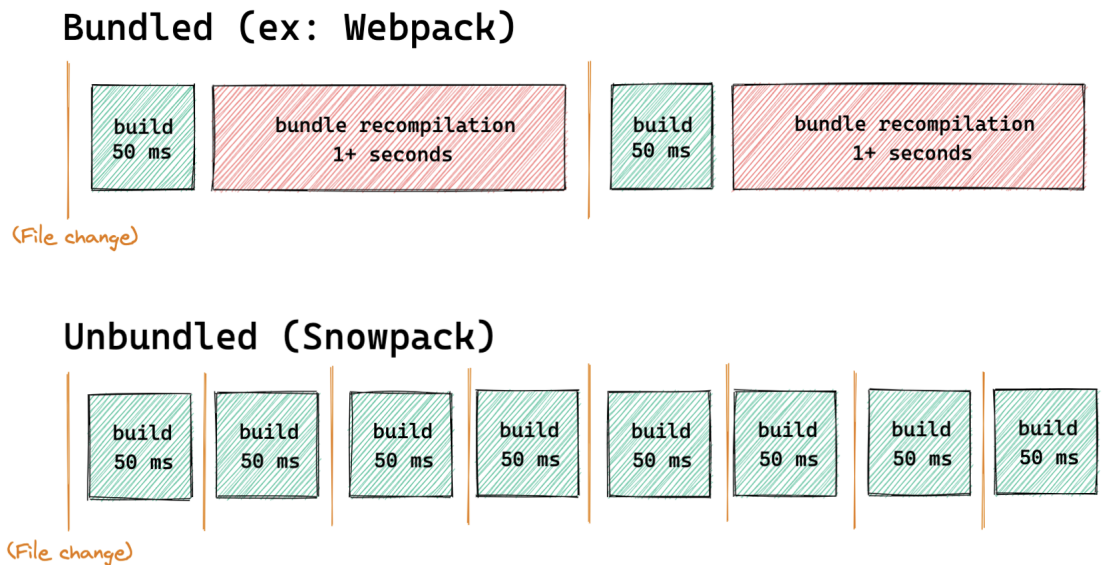 Bundled (ex: Webpack)
build
50 ms
bundle recompilation
1+ seconds
build
50 ms
bundle recompilation
1+ seconds
(File change)
Unbundled (Snowpack)
build
50 ms
build
50 ms
build
50 ms
build
50 ms
build
50 ms
build
50 ms
build
50 ms
build
50 ms
(File change)